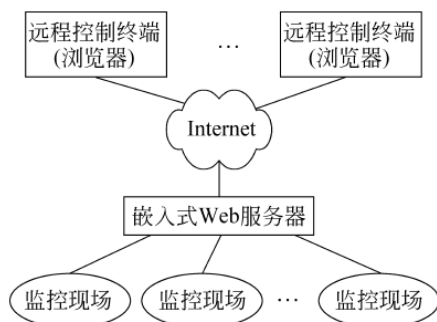 远程控制终端
(浏览器)
…
远程控制终端
(浏览器)
Internet
嵌入式Web服务器
监控现场
监控现场
…
监控现场